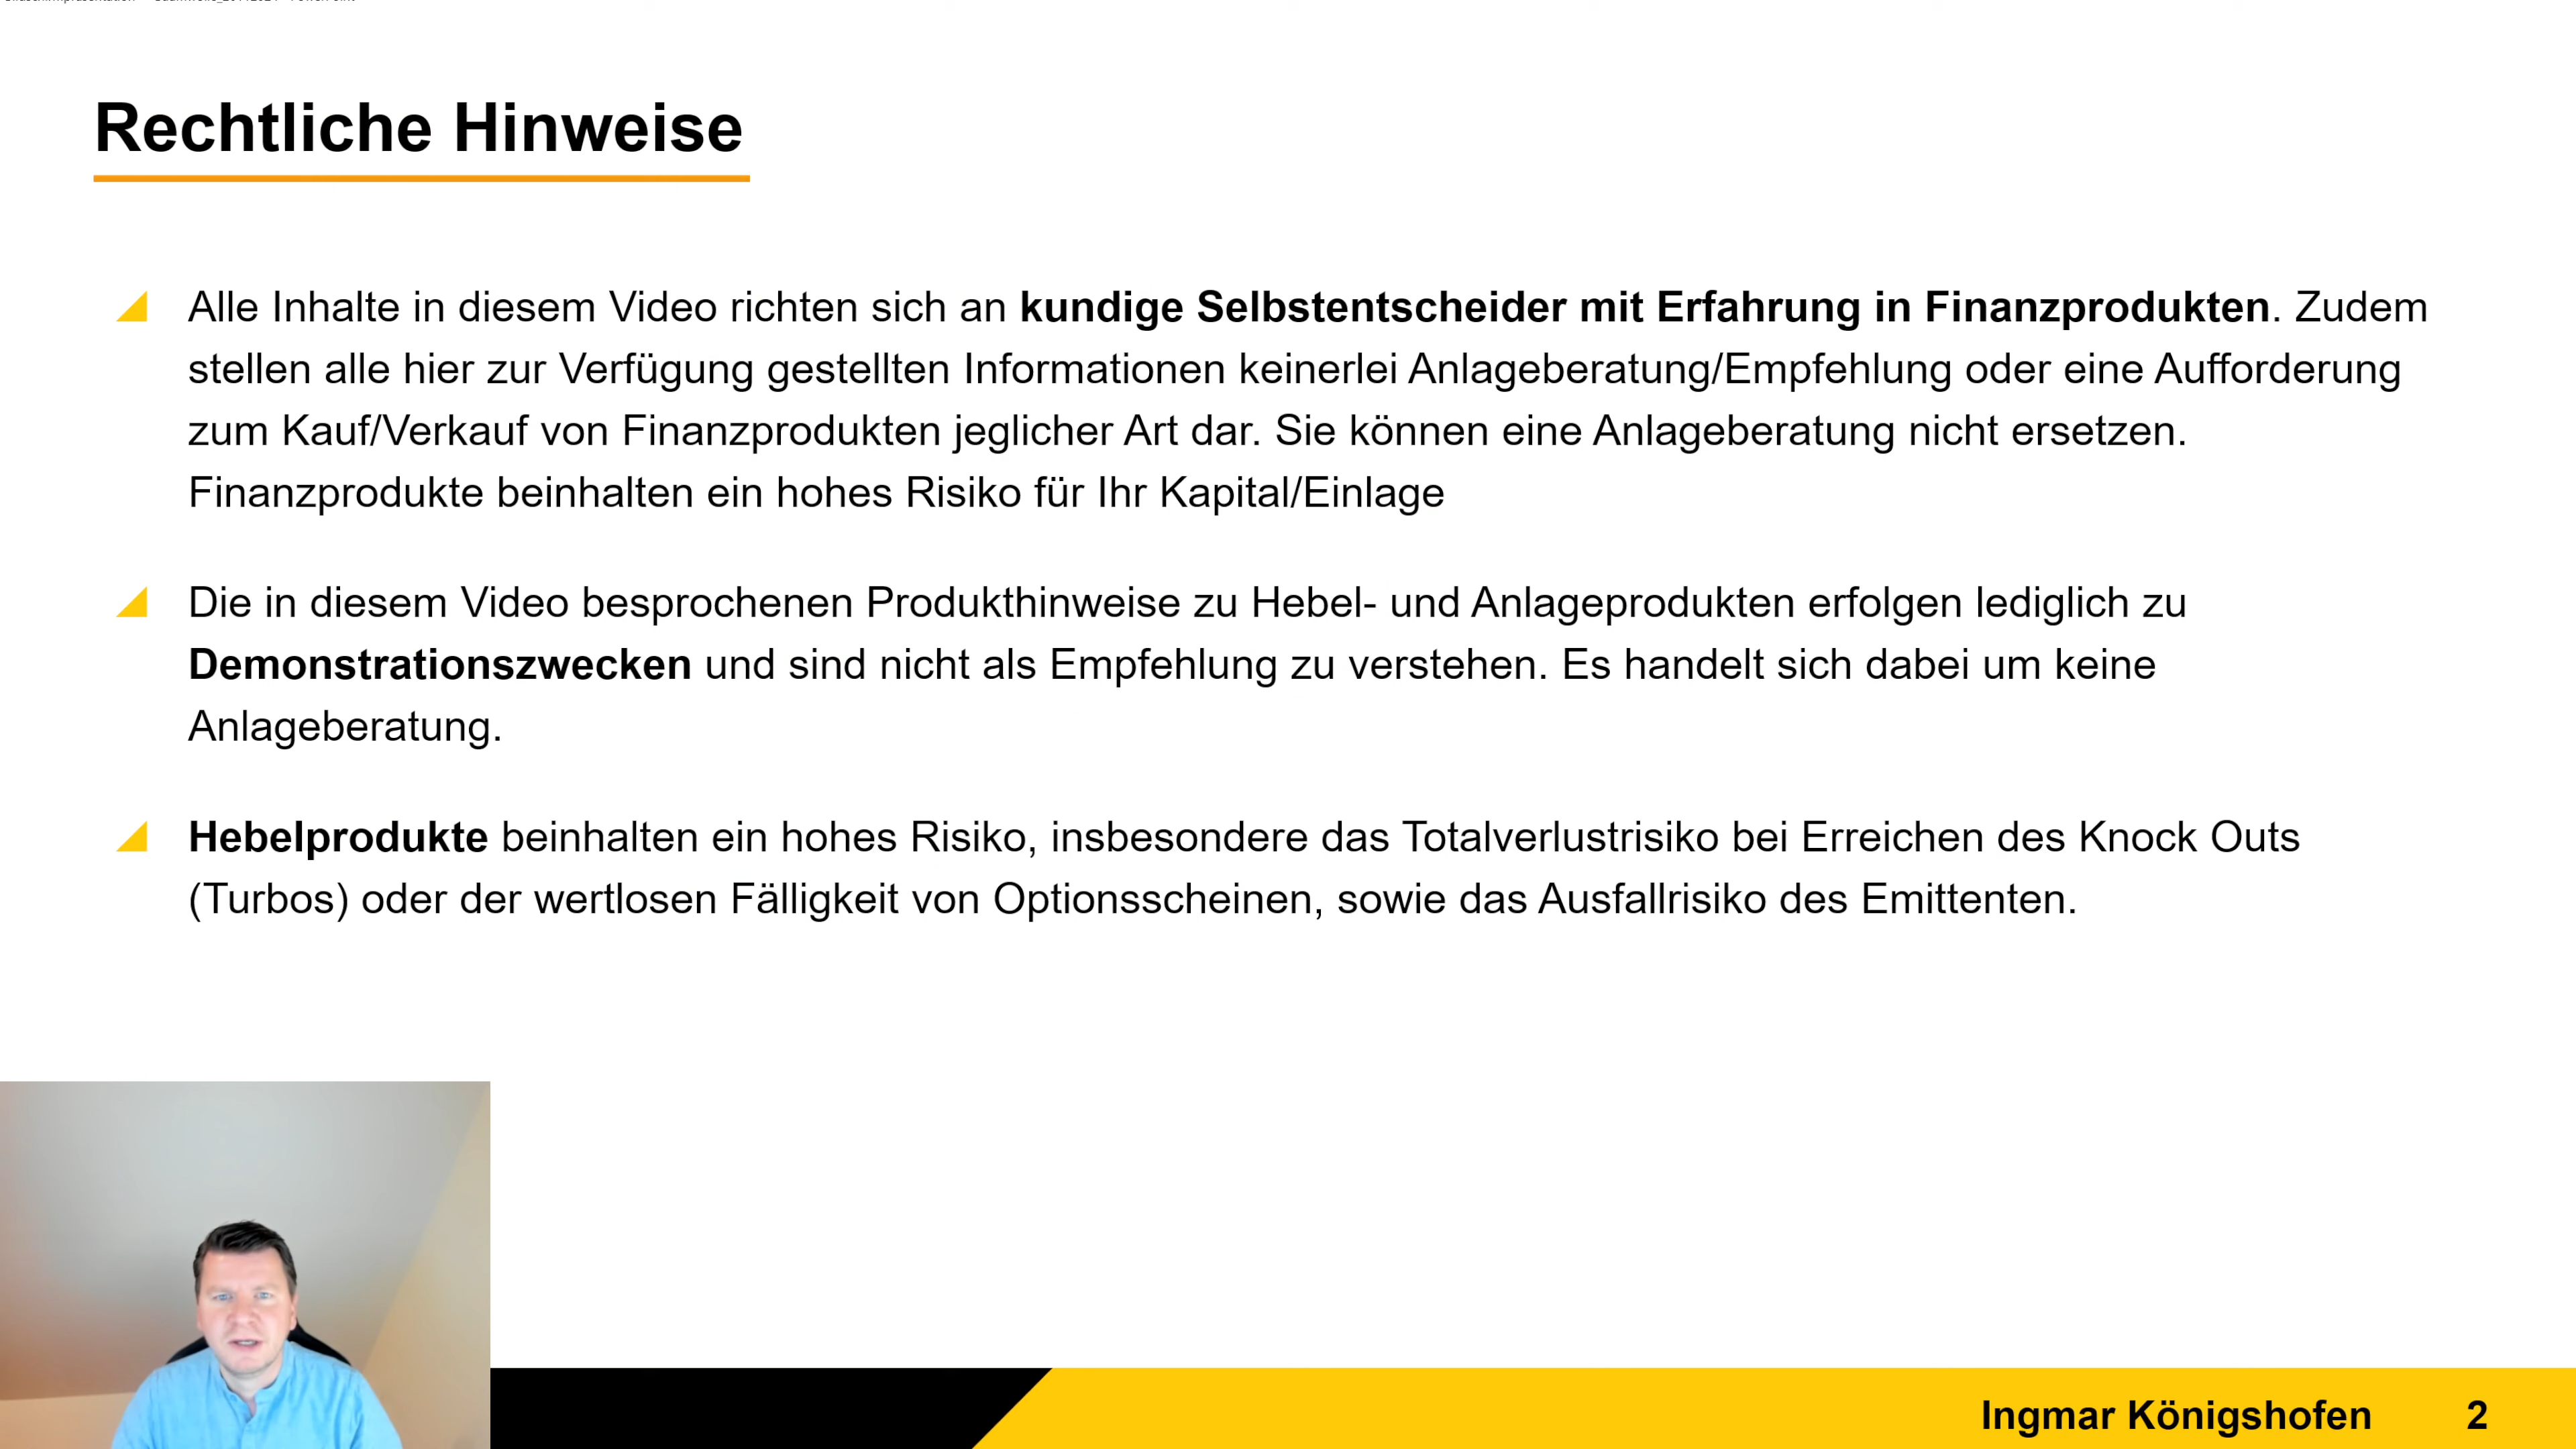 Rechtliche Hinweise
Alle Inhalte in diesem Video richten sich an kundige Selbstentscheider mit Erfahrung in Finanzprodukten. Zudem
stellen alle hier zur Verfügung gestellten Informationen keinerlei Anlageberatung/Empfehlung oder eine Aufforderung
zum Kauf/Verkauf von Finanzprodukten jeglicher Art dar. Sie können eine Anlageberatung nicht ersetzen.
Finanzprodukte beinhalten ein hohes Risiko für Ihr Kapital/Einlage
Die in diesem Video besprochenen Produkthinweise zu Hebel- und Anlageprodukten erfolgen lediglich zu
Demonstrationszwecken und sind nicht als Empfehlung zu verstehen. Es handelt sich dabei um keine
Anlageberatung.
Hebelprodukte beinhalten ein hohes Risiko, insbesondere das Totalverlustrisiko bei Erreichen des Knock Outs
(Turbos) oder der wertlosen Fälligkeit von Optionsscheinen, sowie das Ausfallrisiko des Emittenten.
Ingmar Königshofen 2